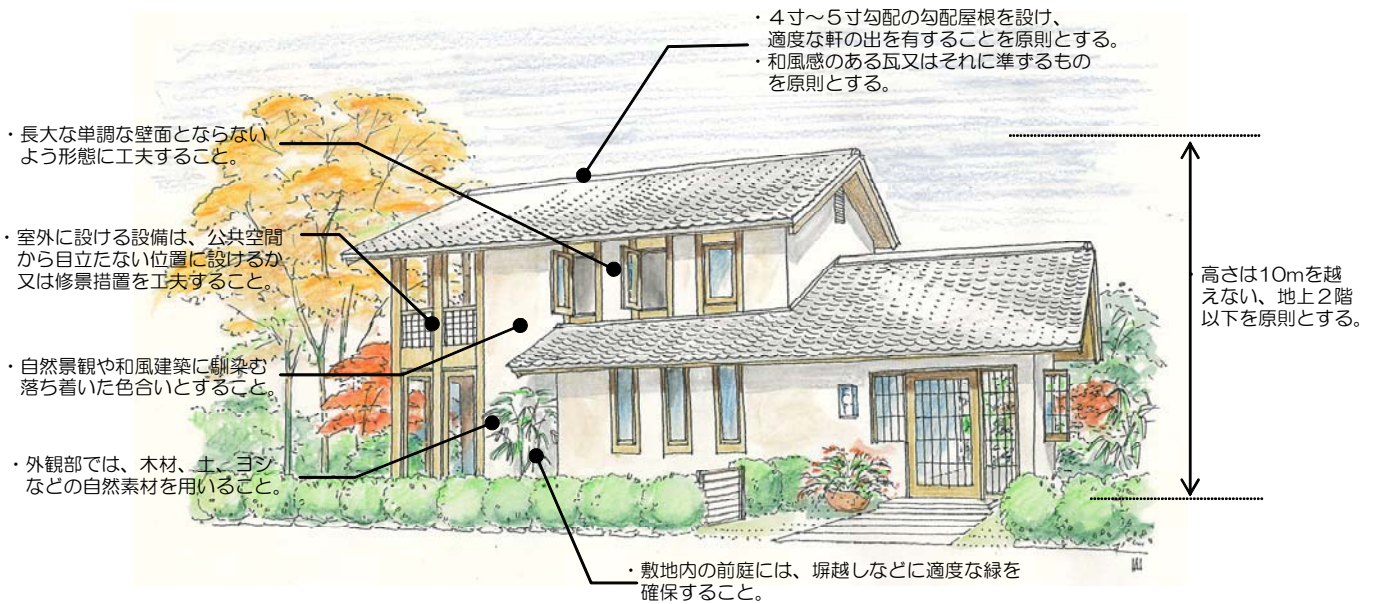 ・４寸～５寸勾配の勾配屋根を設け、
適度な軒の出を有することを原則とする。
・和風感のある瓦又はそれに準ずるもの
を原則とする。
・長大な単調な壁面とならない
よう形態に工夫すること。
・室外に設ける設備は、公共空間
から目立たない位置に設けるか
又は修景措置を工夫すること。
・高さは10mを越
えない、地上２階
以下を原則とする。
・自然景観や和風建築に馴染む
落ち着いた色合いとすること。
・外観部では、木材、土、ヨシ
などの自然素材を用いること。
・敷地内の前庭には、塀越しなどに適度な緑を
確保すること。